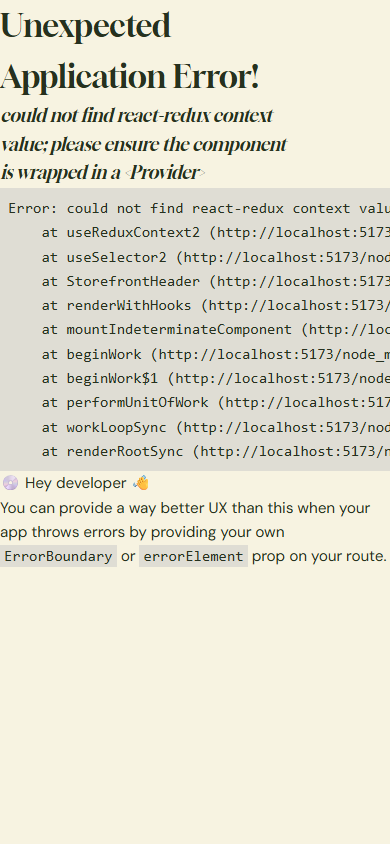 Unexpected
Application Error!
could not find react-redux context
value; please ensure the component
is wrapped in a <Provider>
Error: could not find react-redux context valu
at useReduxContext2 (http://localhost:5173
at useSelector2 (http://localhost:5173/nod
at StorefrontHeader (http://localhost:5173/
at renderWithHooks (http://localhost:5173/
at mountIndeterminateComponent (http://loc
at beginWork (http://localhost:5173/node_m
at beginWork$1 (http://localhost:5173/node
at performUnitOfWork (http://localhost:517
at workLoopSync (http://localhost:5173/nod
at renderRootSync (http://localhost:5173/n
💿 Hey developer 👋
You can provide a way better UX than this when your
app throws errors by providing your own
ErrorBoundary or errorElement prop on your route.